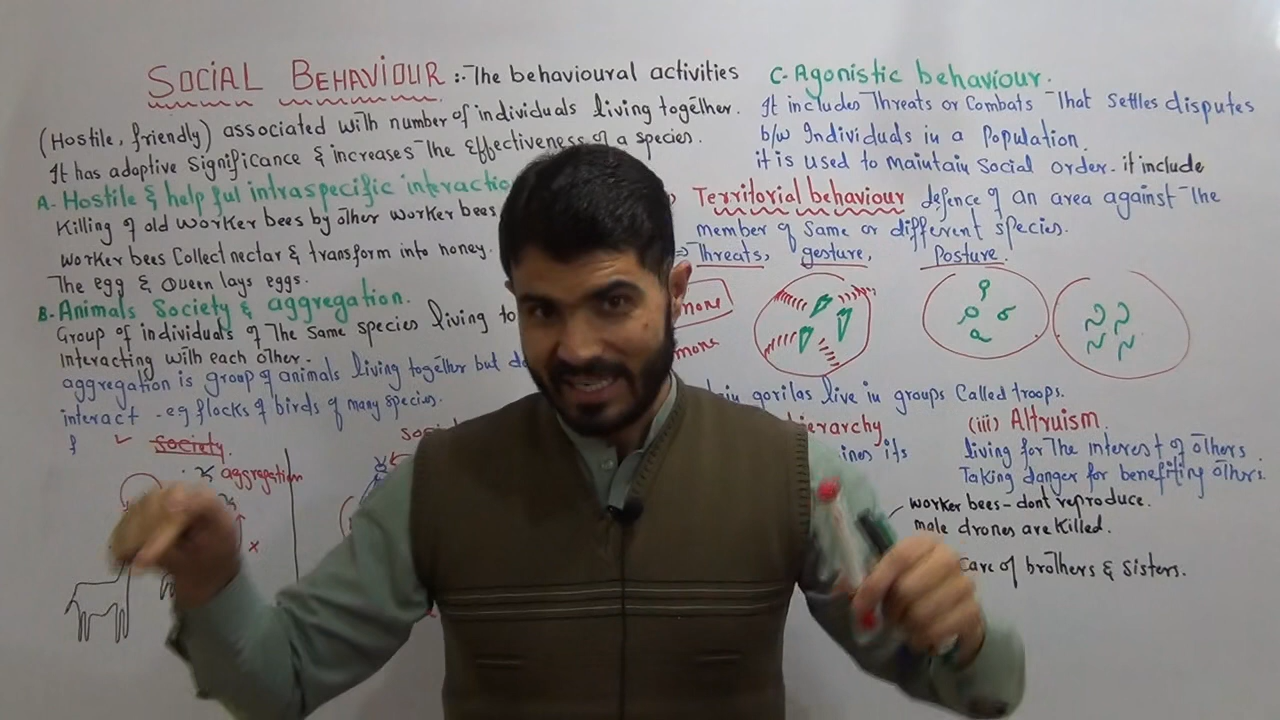 SOCIAL BEHAVIOUR :- The behavioural activities
(Hostile, friendly) associated with number of individuals living together.
It has adoptive significance & increases The effectiveness of a species.
A- Hostile & helpful intraspecific interactio
Killing of old worker bees by other worker bees
worker bees Collect nectar & transform into honey.
The egg & Queen lays eggs.
B- Animals Society & aggregation.
Group of individuals of The same species living to
interacting with each other.
aggregation is group of animals living together but do
interact - eg flocks of birds of many species.
✓ Society
aggregation
x
C- Agonistic behaviour.
It includes Threats or Combats That settles disputes
b/w Individuals in a Population.
it is used to maintain social order. it include
Territorial behaviour defence of an area against The
member of same or different species.
⇒ Threats, gesture, Posture.
more
more
gorilas live in groups Called troops.
ierarchy
ines its
(iii) Altruism.
living for The interest of others.
Taking danger for benefiting others.
worker bees - dont reproduce.
male drones are Killed.
care of brothers & sisters.